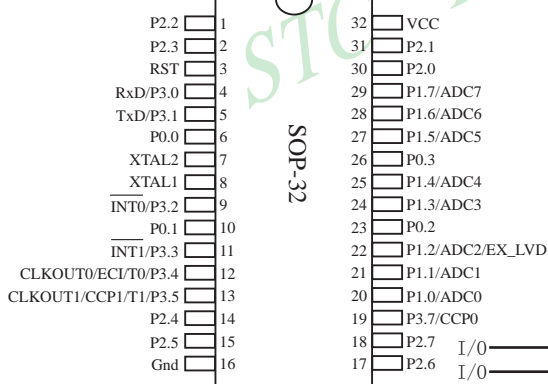 P2.2 1 32 VCC
P2.3 2 31 P2.1
RST 3 30 P2.0
RxD/P3.0 4 29 P1.7/ADC7
TxD/P3.1 5 28 P1.6/ADC6
P0.0 6 27 P1.5/ADC5
XTAL2 7 26 P0.3
XTAL1 8 25 P1.4/ADC4
INT0/P3.2 9 24 P1.3/ADC3
P0.1 10 23 P0.2
INT1/P3.3 11 22 P1.2/ADC2/EX_LVD
CLKOUT0/ECI/T0/P3.4 12 21 P1.1/ADC1
CLKOUT1/CCP1/T1/P3.5 13 20 P1.0/ADC0
P2.4 14 19 P3.7/CCP0
P2.5 15 18 P2.7 I/0
Gnd 16 17 P2.6 I/0
SOP-32
STC